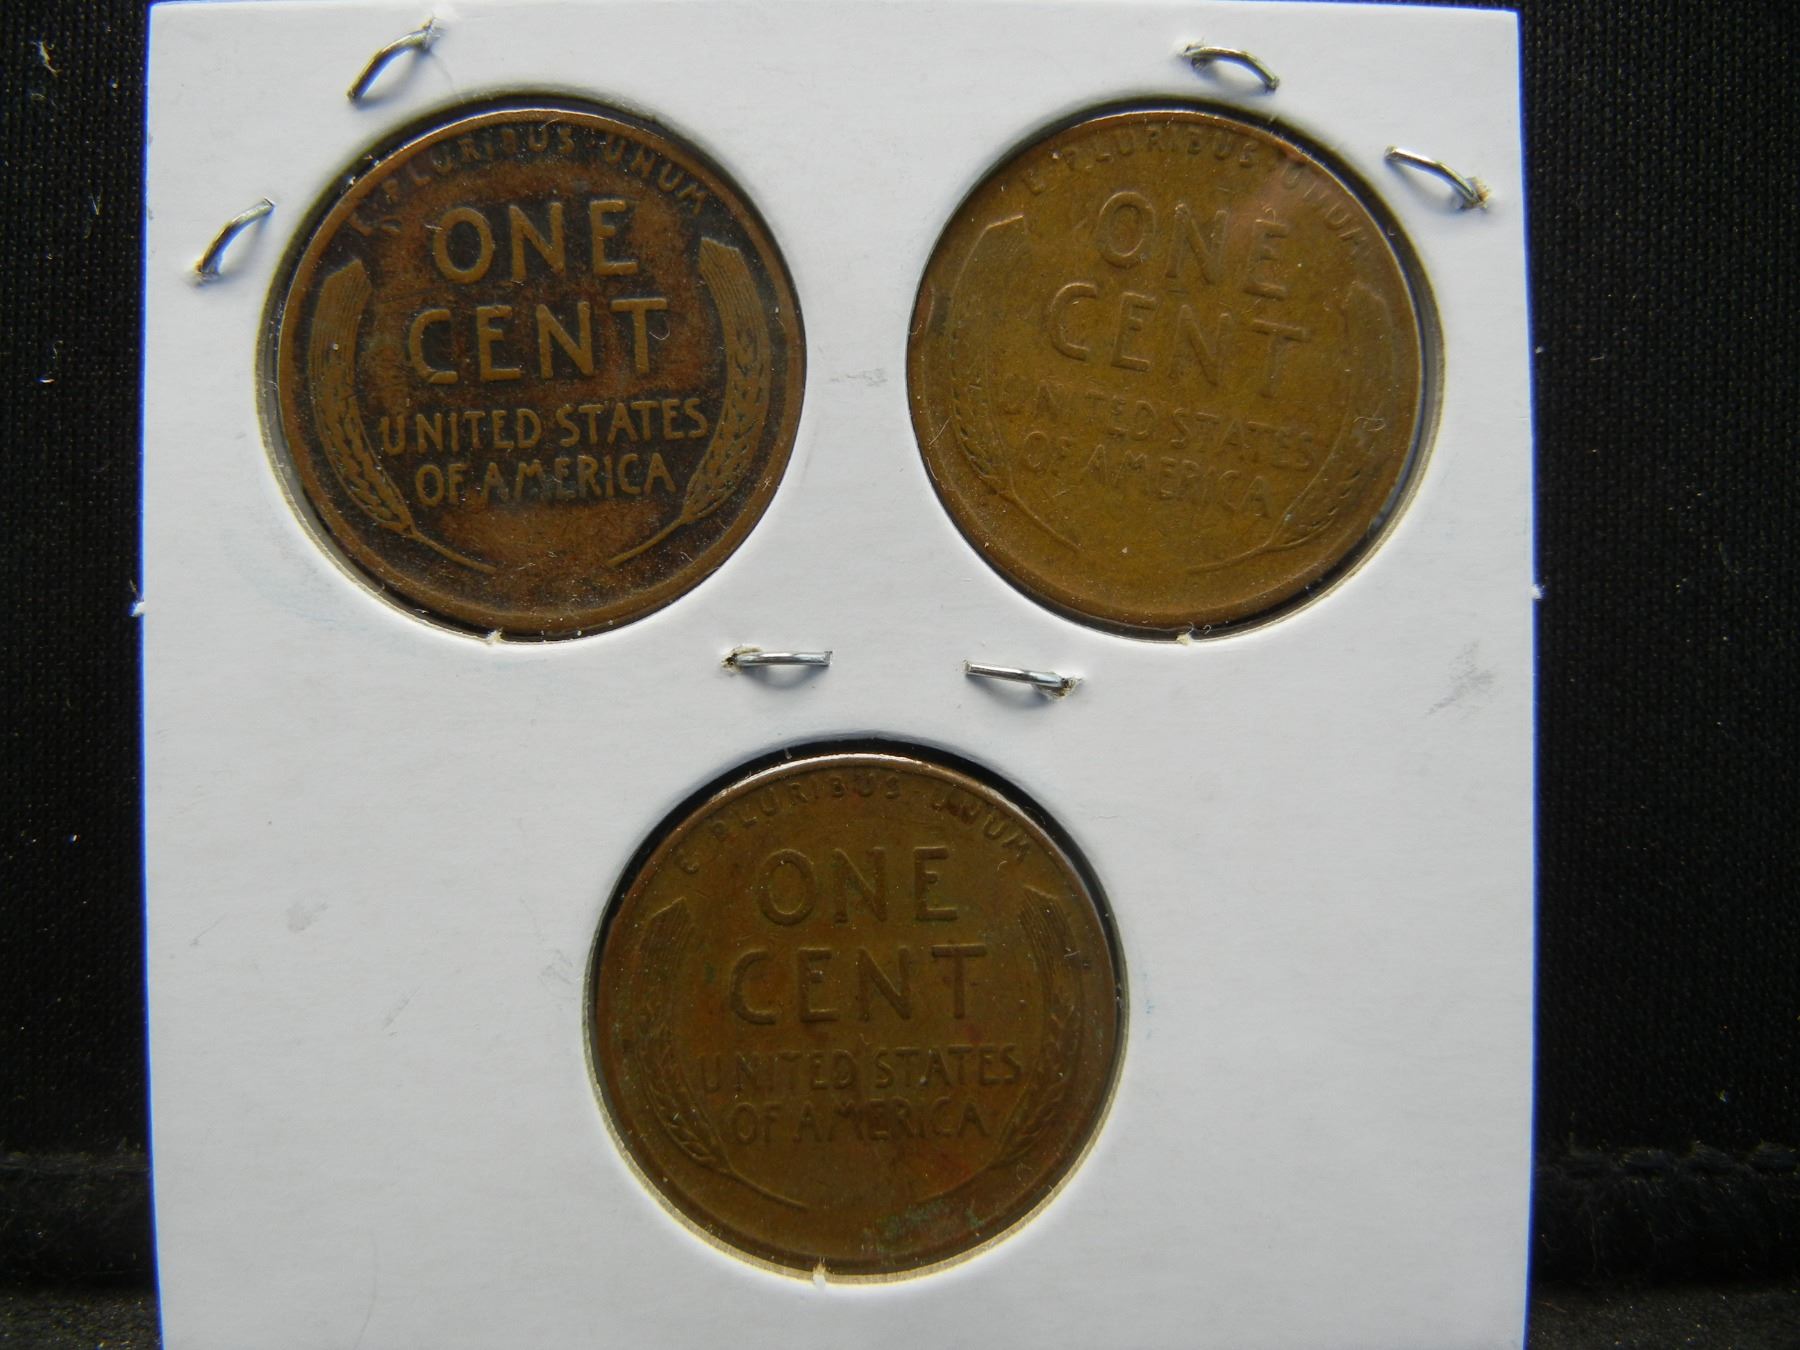 E PLURIBUS UNUM
ONE
CENT
UNITED STATES
OF AMERICA
E PLURIBUS UNUM
ONE
CENT
UNITED STATES
OF AMERICA
E PLURIBUS UNUM
ONE
CENT
UNITED STATES
OF AMERICA